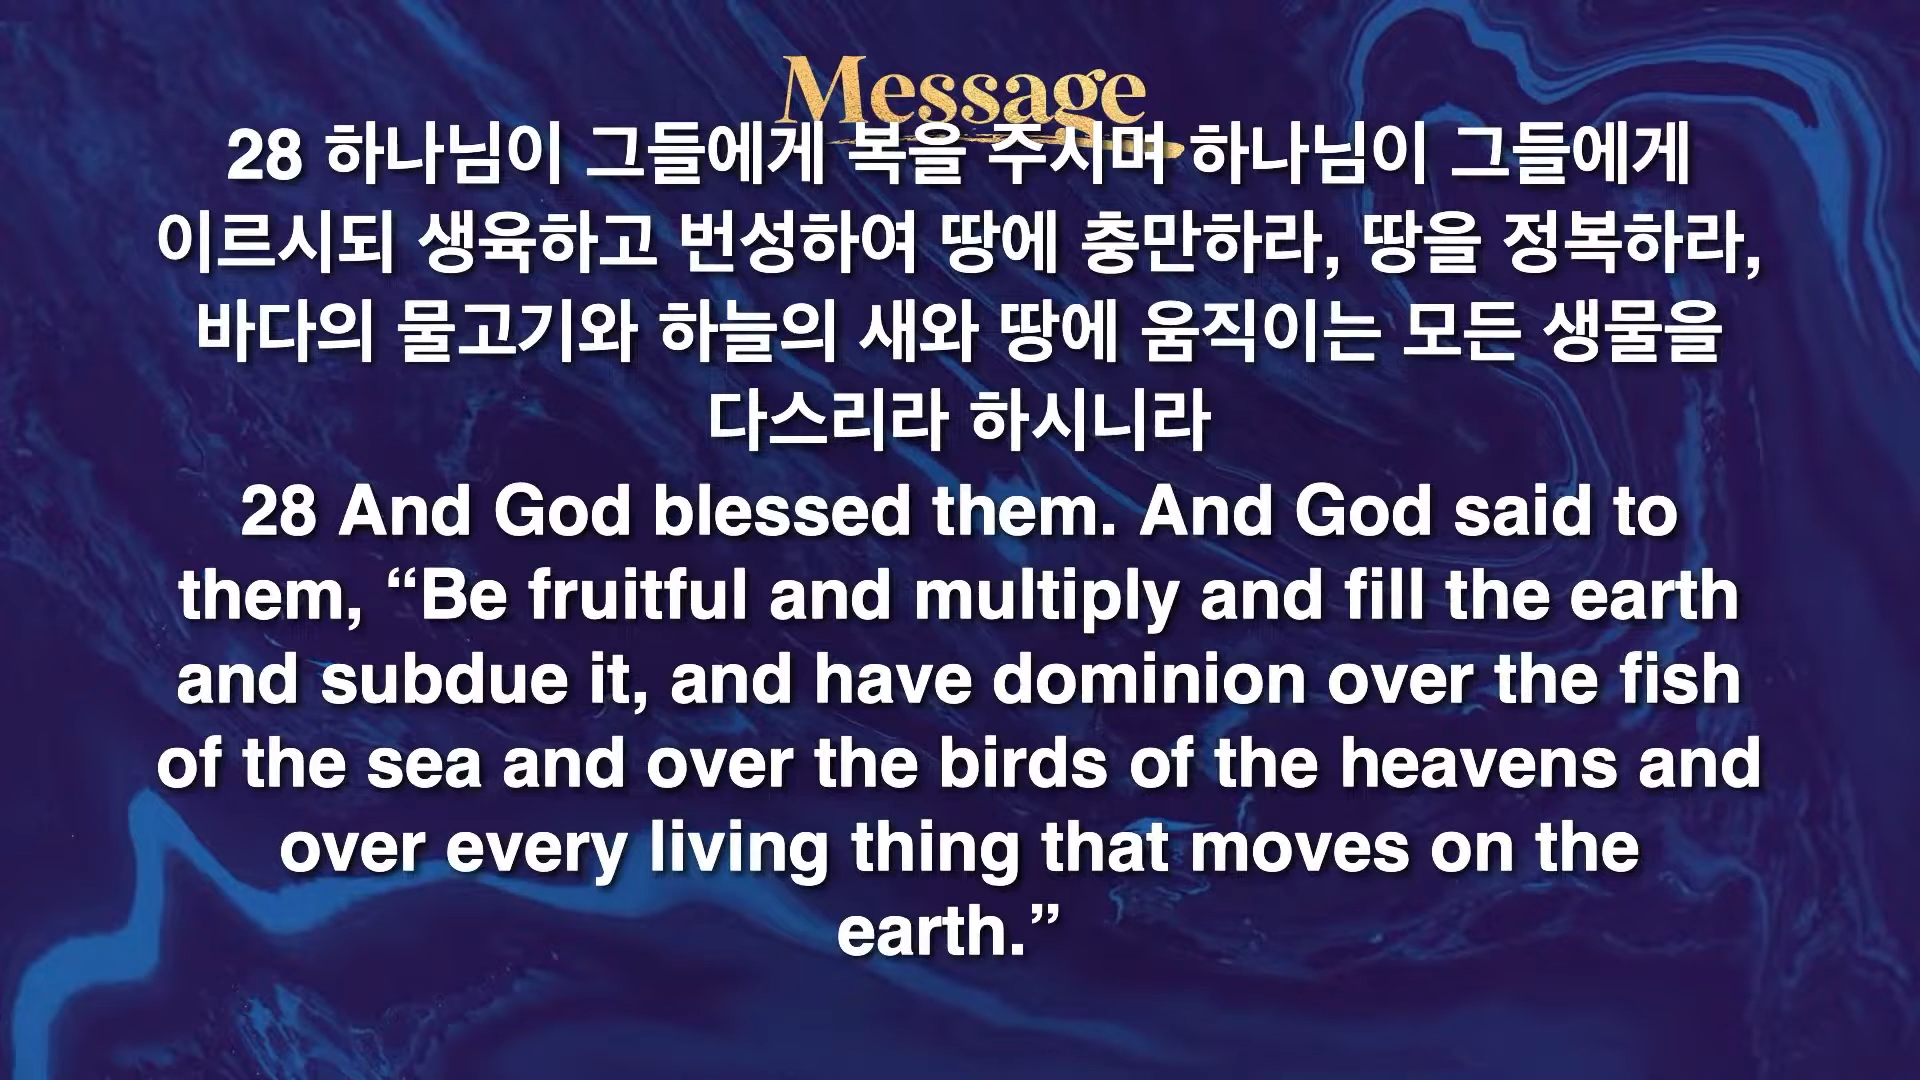 Message
28 하나님이 그들에게 복을 주시며 하나님이 그들에게
이르시되 생육하고 번성하여 땅에 충만하라, 땅을 정복하라,
바다의 물고기와 하늘의 새와 땅에 움직이는 모든 생물을
다스리라 하시니라
28 And God blessed them. And God said to
them, “Be fruitful and multiply and fill the earth
and subdue it, and have dominion over the fish
of the sea and over the birds of the heavens and
over every living thing that moves on the
earth.”